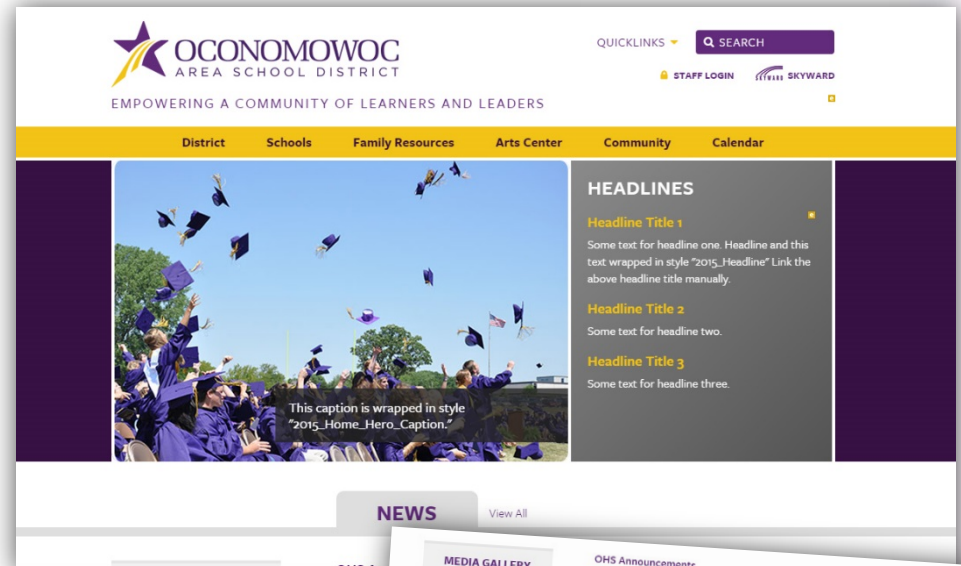 OCONOMOWOC
AREA SCHOOL DISTRICT
EMPOWERING A COMMUNITY OF LEARNERS AND LEADERS
QUICKLINKS
SEARCH
STAFF LOGIN
SKYWARD SKYWARD
District Schools Family Resources Arts Center Community Calendar
This caption is wrapped in style
"2015_Home_Hero_Caption."
HEADLINES
Headline Title 1
Some text for headline one. Headline and this
text wrapped in style "2015_Headline" Link the
above headline title manually.
Headline Title 2
Some text for headline two.
Headline Title 3
Some text for headline three.
NEWS
View All
MEDIA GALLERY
OHS Announcements